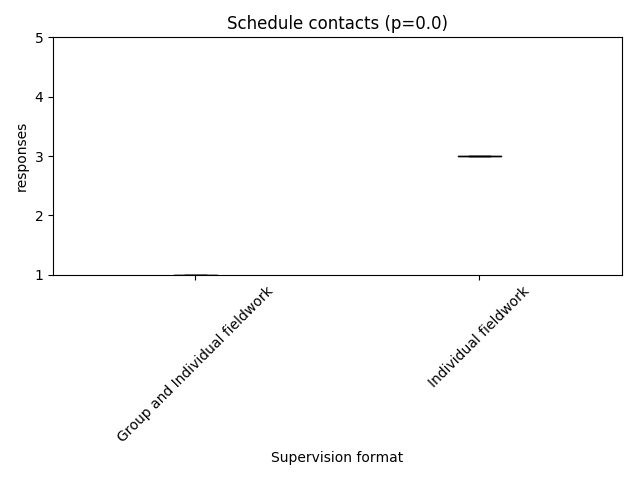 Schedule contacts (p=0.0)
5
4
3
2
1
responses
Group and Individual fieldwork
Individual fieldwork
Supervision format